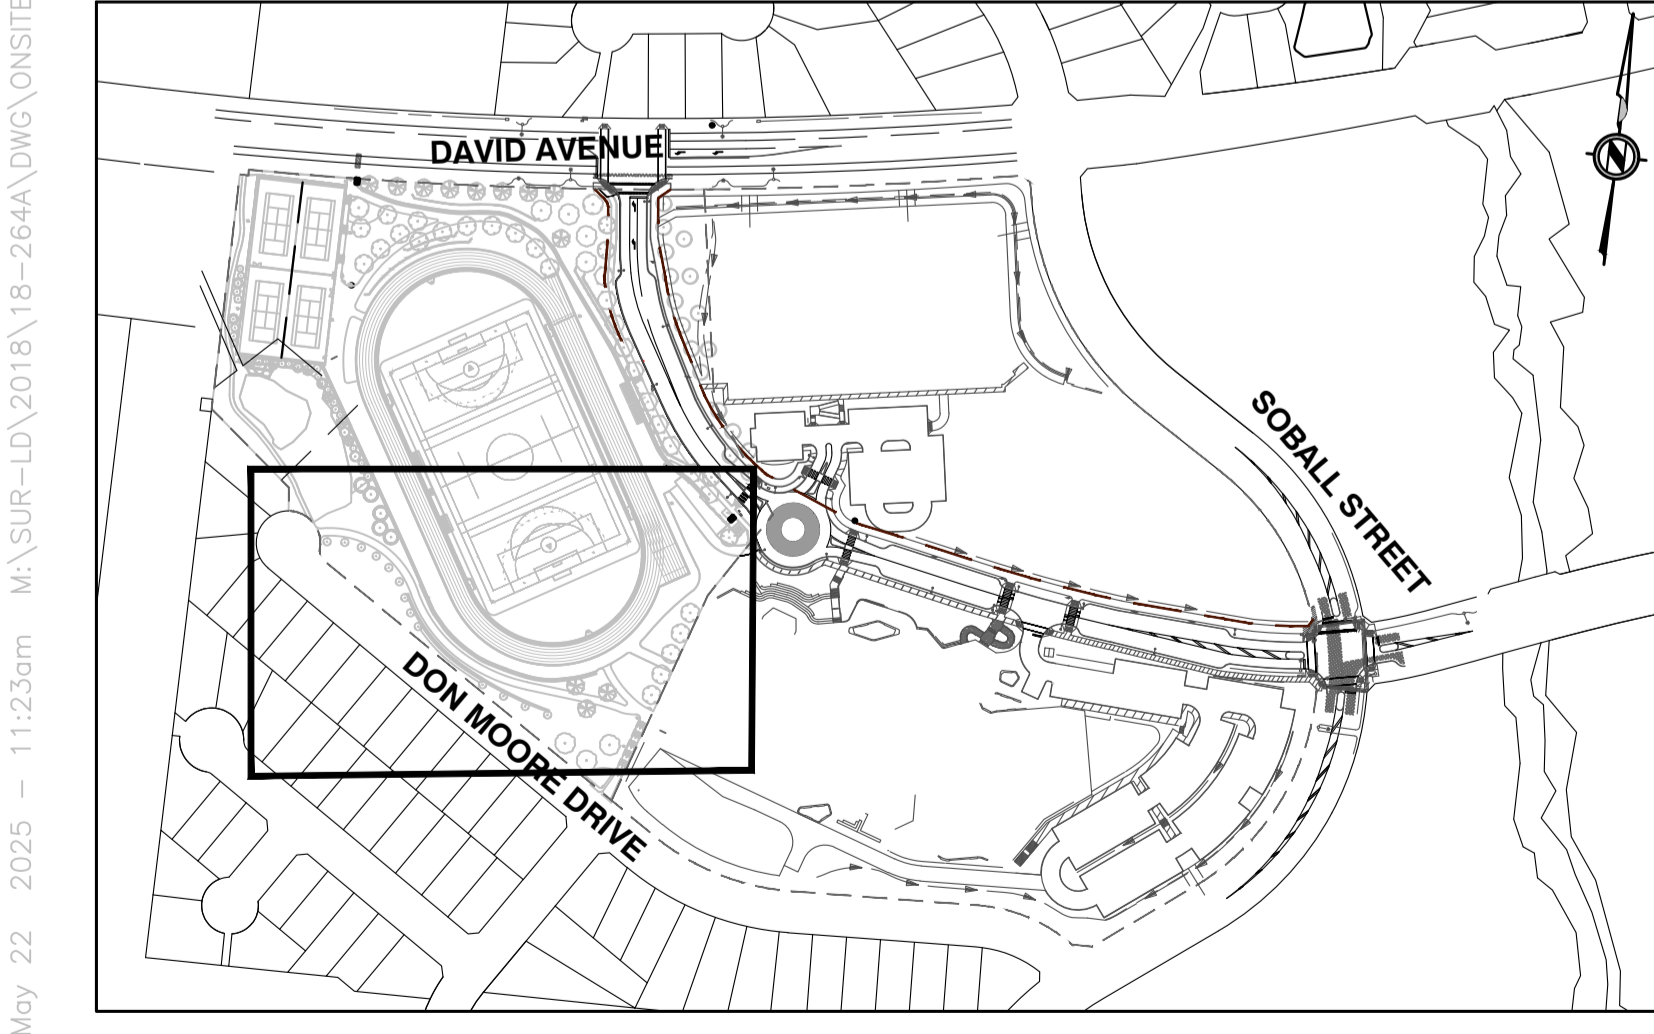 May 22 2025 – 11:23am M:\SUR-LD\2018\18-264A\DWG\ONSITE
DAVID AVENUE
N
SOBALL STREET
DON MOORE DRIVE